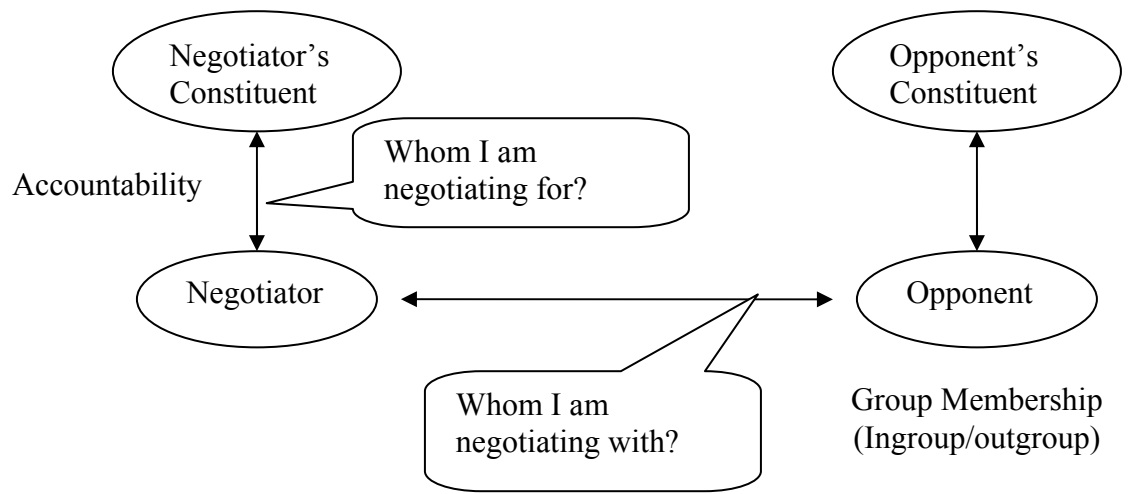 Negotiator’s
Constituent
Opponent’s
Constituent
Whom I am
negotiating for?
Accountability
Negotiator
Opponent
Whom I am
negotiating with?
Group Membership
(Ingroup/outgroup)